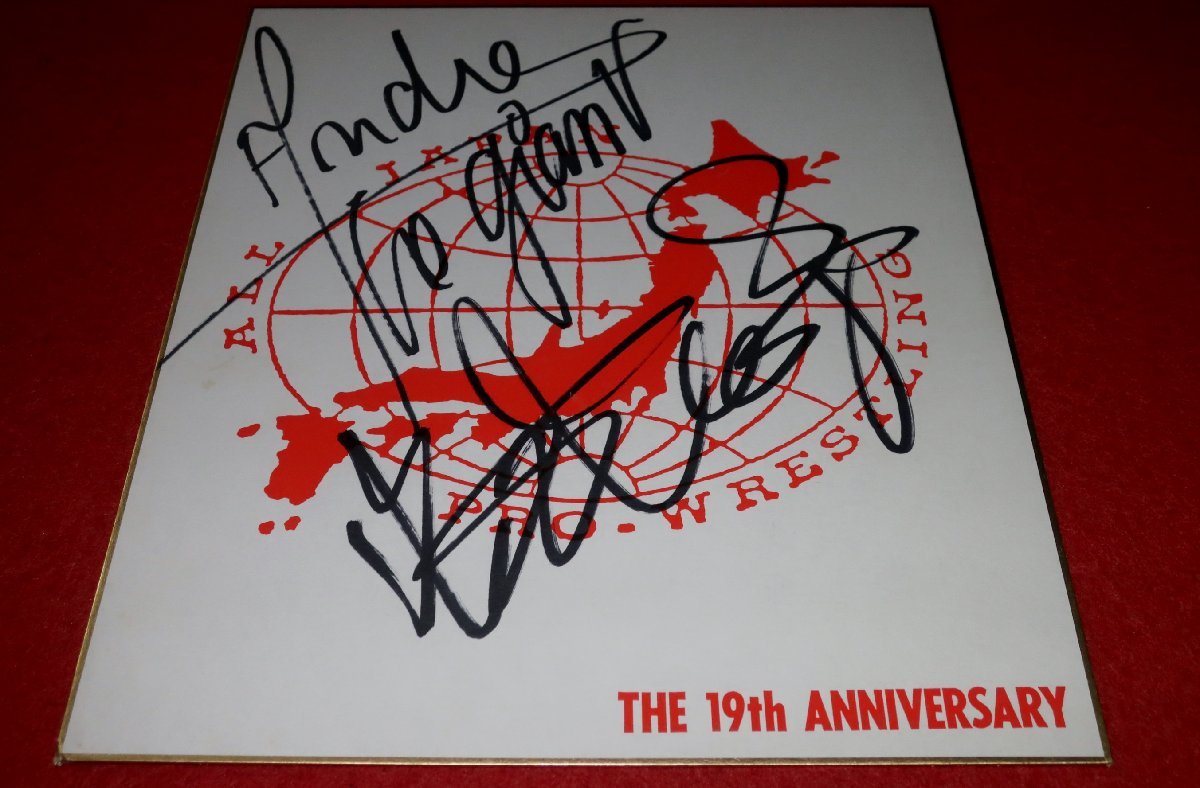 Andre
The giant
ALL JAPAN
PRO-WRESTLING
THE 19th ANNIVERSARY